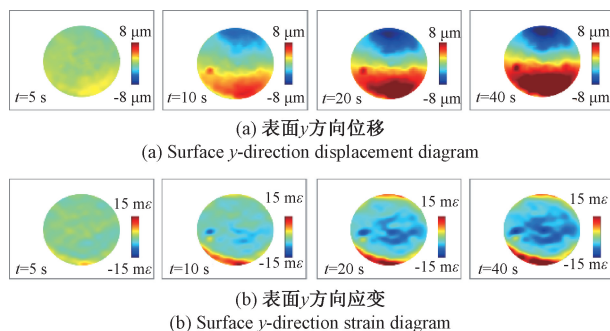 8 μm 8 μm 8 μm 8 μm
t=5 s -8 μm t=10 s -8 μm t=20 s -8 μm t=40 s -8 μm
(a) 表面y方向位移
(a) Surface y-direction displacement diagram
15 mε 15 mε 15 mε 15 mε
t=5 s -15 mε t=10 s -15 mε t=20 s -15 mε t=40 s -15 mε
(b) 表面y方向应变
(b) Surface y-direction strain diagram